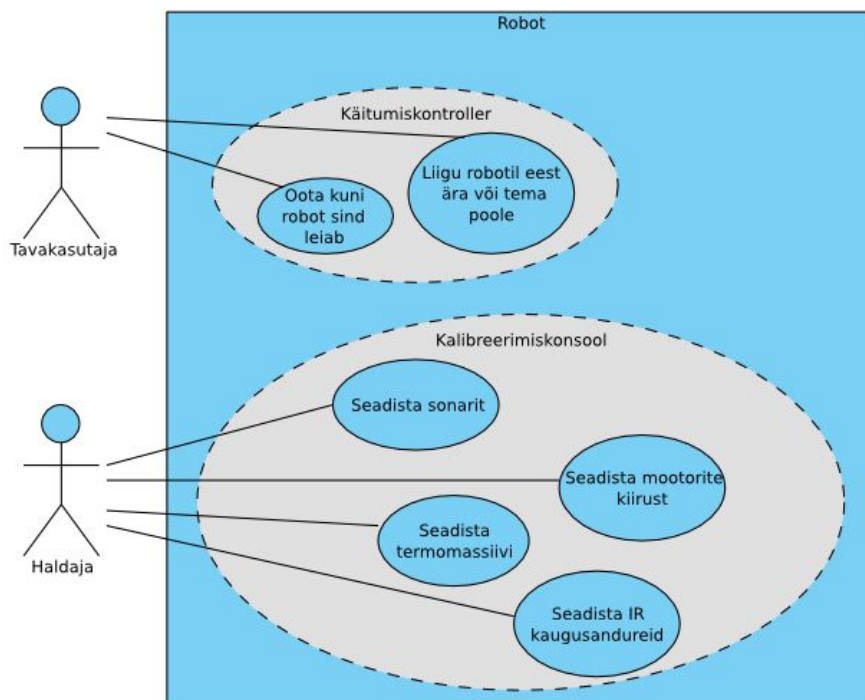 Robot
Käitumiskontroller
Liigu robotil eest
ära või tema
poole
Oota kuni
robot sind
leiab
Tavakasutaja
Kalibreerimiskonsool
Seadista sonarit
Seadista mootorite
kiirust
Seadista
termomassiivi
Haldaja
Seadista IR
kaugusandureid